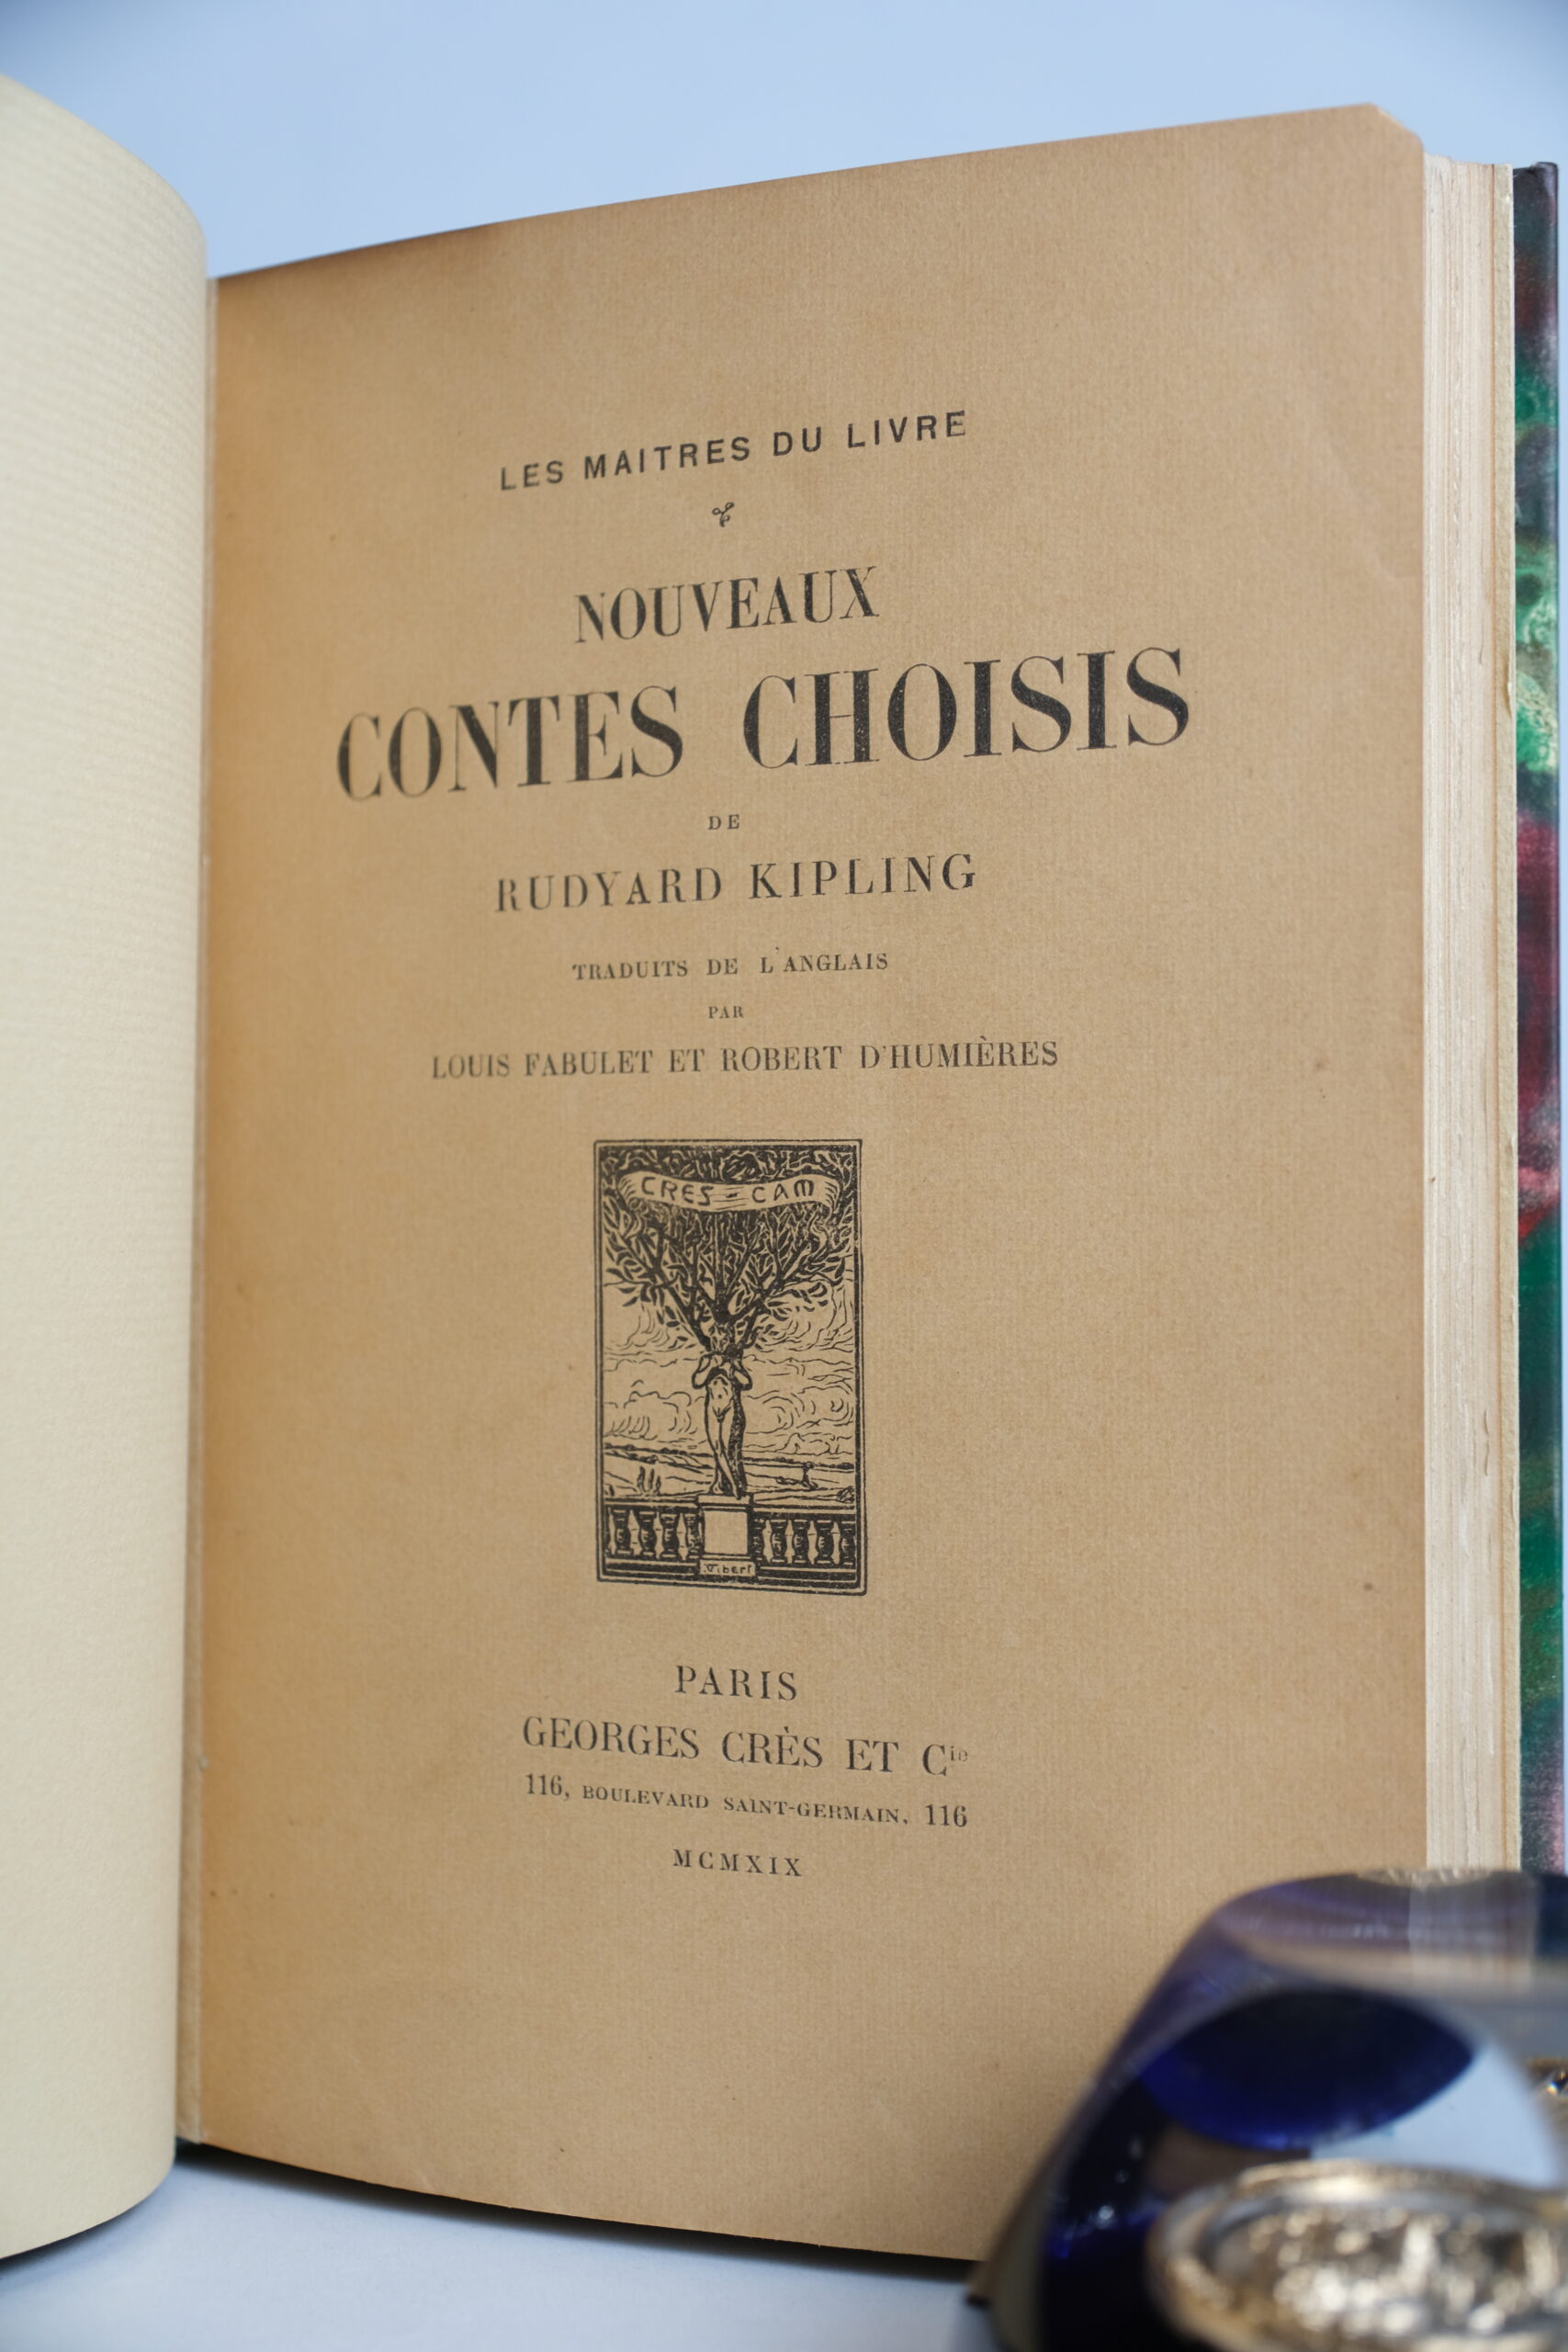 LES MAITRES DU LIVRE
NOUVEAUX
CONTES CHOISIS
DE
RUDYARD KIPLING
TRADUITS DE L'ANGLAIS
PAR
LOUIS FABULET ET ROBERT D'HUMIÈRES
CRES-CAM
Vibert
PARIS
GEORGES CRÈS ET Cie
116, BOULEVARD SAINT-GERMAIN, 116
MCMXIX